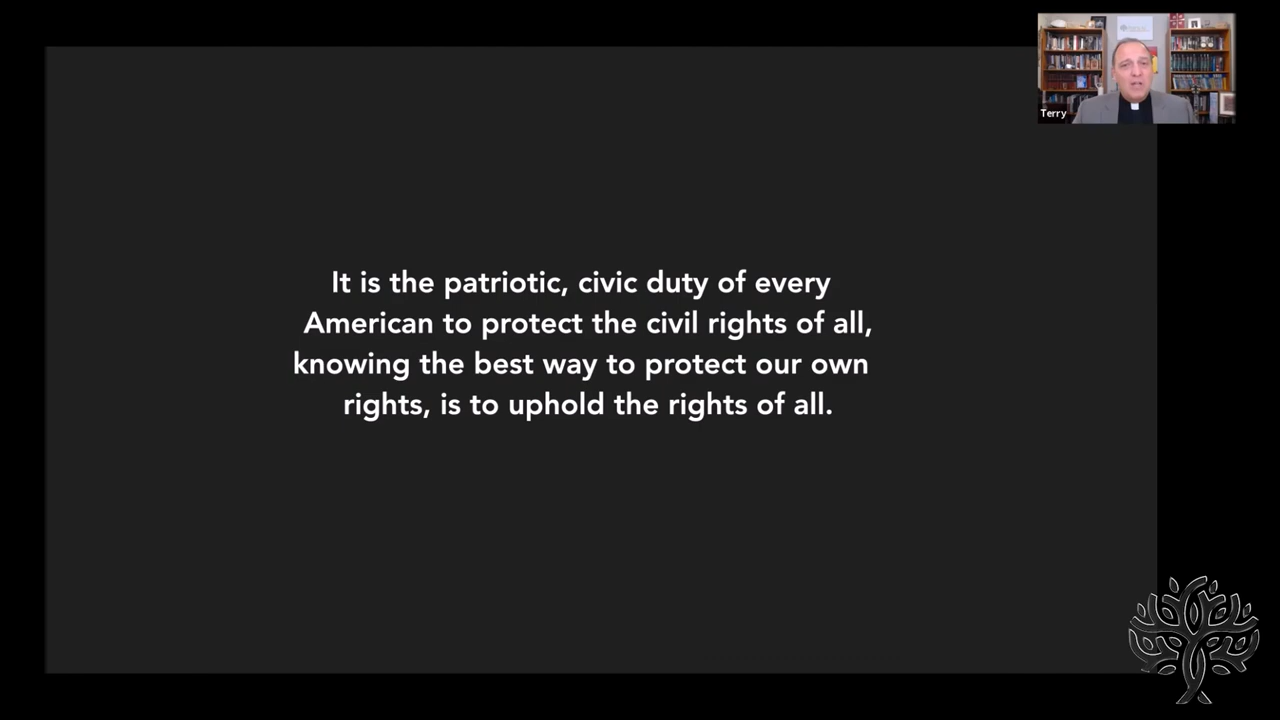 Terry
It is the patriotic, civic duty of every
American to protect the civil rights of all,
knowing the best way to protect our own
rights, is to uphold the rights of all.